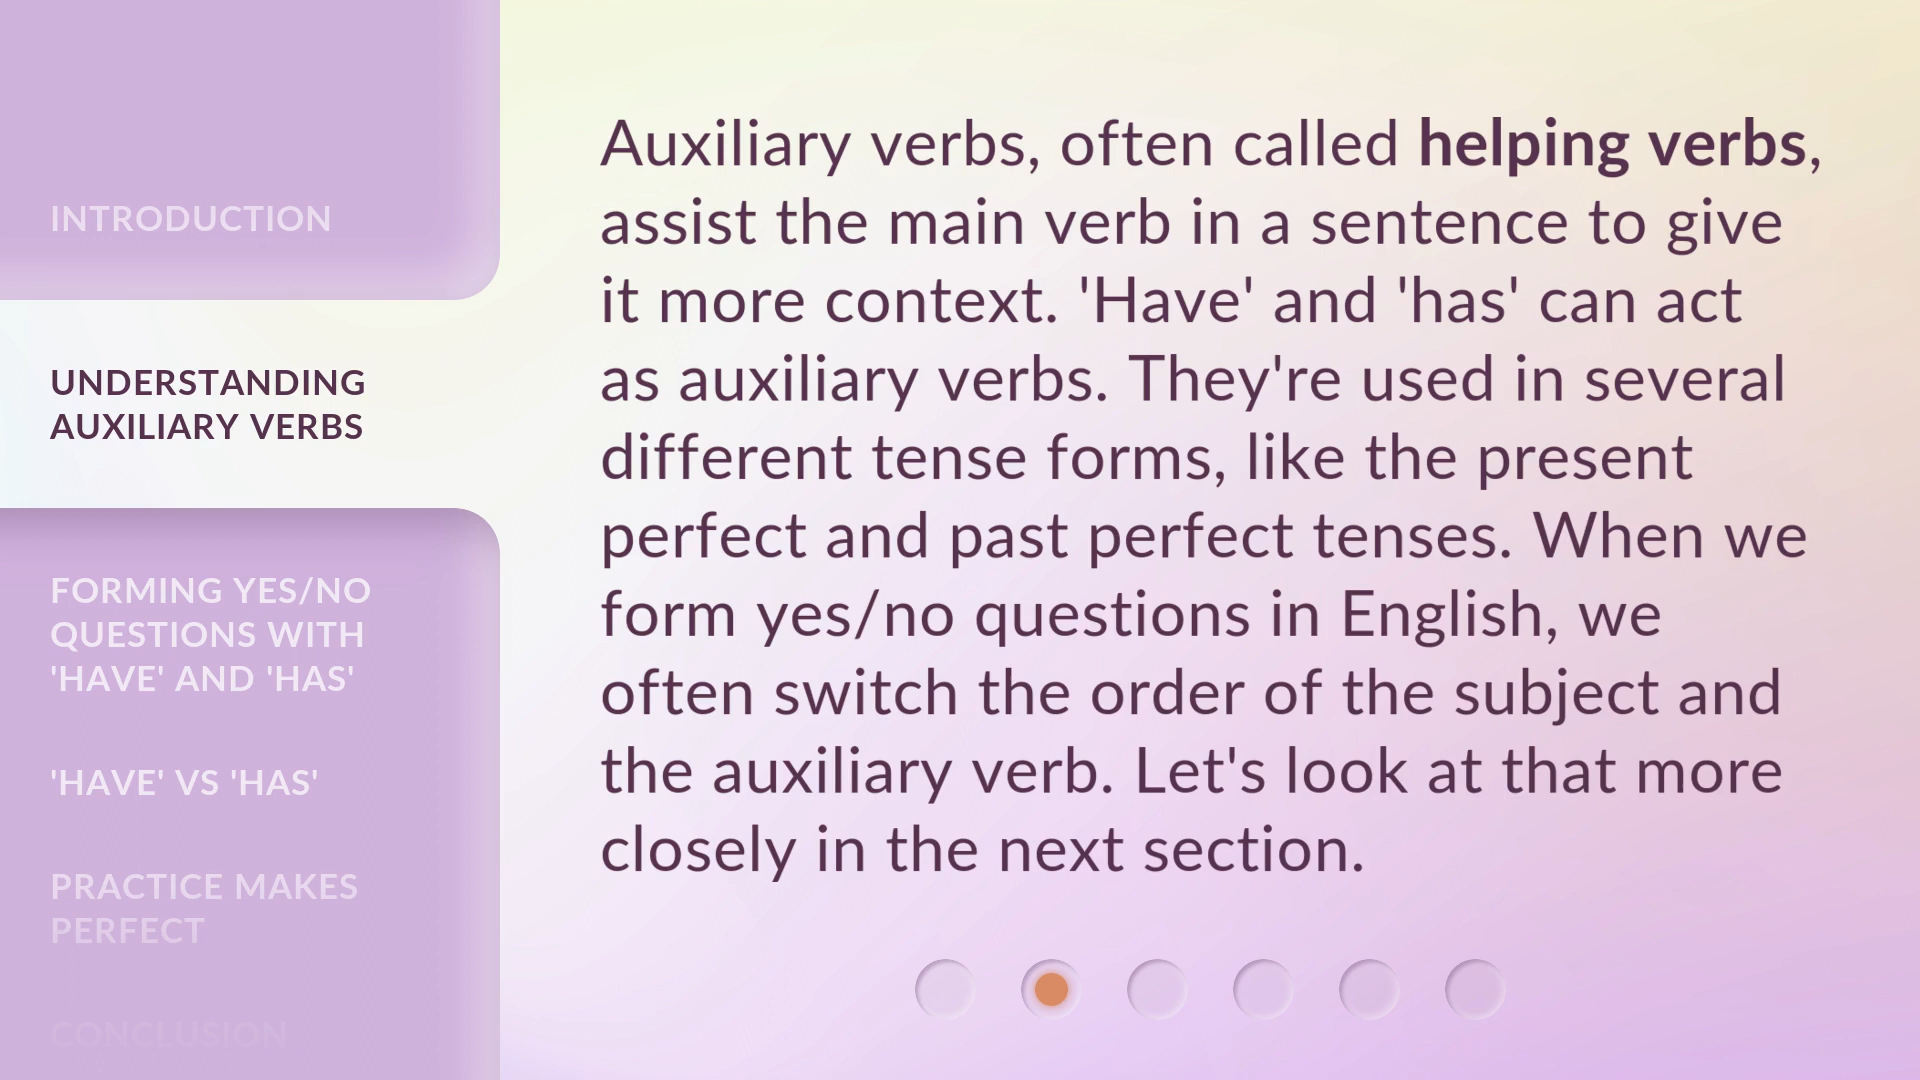 INTRODUCTION
UNDERSTANDING
AUXILIARY VERBS
FORMING YES/NO
QUESTIONS WITH
'HAVE' AND 'HAS'
'HAVE' VS 'HAS'
PRACTICE MAKES
PERFECT
CONCLUSION
Auxiliary verbs, often called helping verbs,
assist the main verb in a sentence to give
it more context. 'Have' and 'has' can act
as auxiliary verbs. They're used in several
different tense forms, like the present
perfect and past perfect tenses. When we
form yes/no questions in English, we
often switch the order of the subject and
the auxiliary verb. Let's look at that more
closely in the next section.